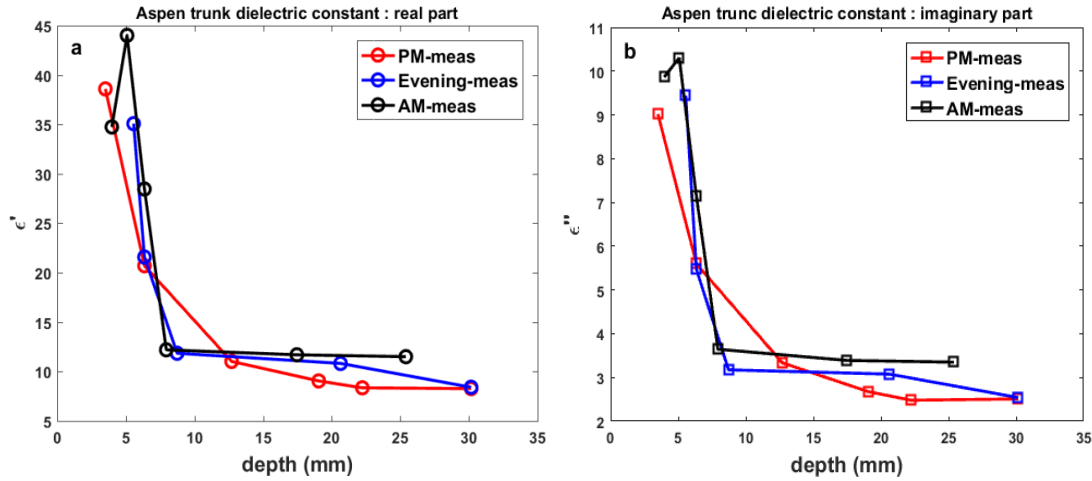 Aspen trunk dielectric constant : real part
a
PM-meas
Evening-meas
AM-meas
45
40
35
30
25
20
15
10
5
ϵ'
0
5
10
15
20
25
30
35
depth (mm)
Aspen trunc dielectric constant : imaginary part
b
PM-meas
Evening-meas
AM-meas
11
10
9
8
7
6
5
4
3
2
ϵ''
0
5
10
15
20
25
30
35
depth (mm)